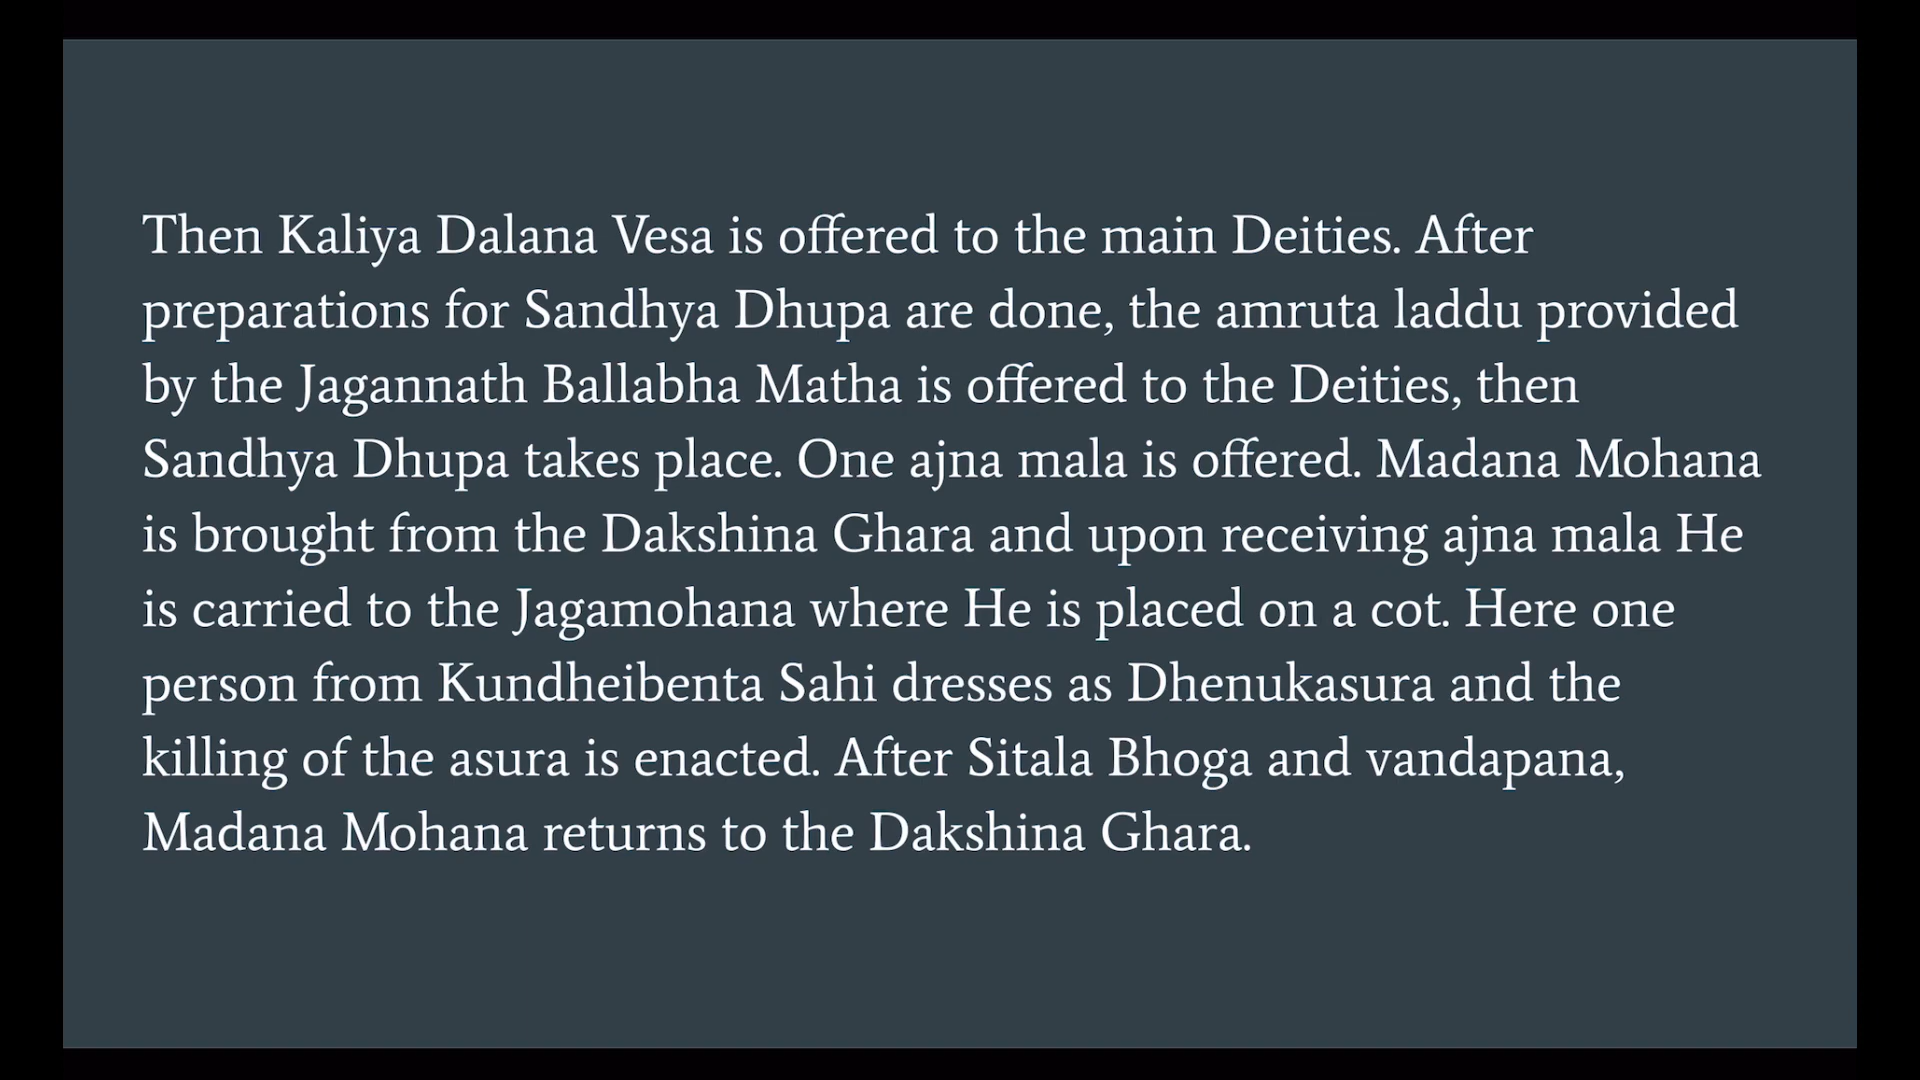 Then Kaliya Dalana Vesa is offered to the main Deities. After
preparations for Sandhya Dhupa are done, the amruta laddu provided
by the Jagannath Ballabha Matha is offered to the Deities, then
Sandhya Dhupa takes place. One ajna mala is offered. Madana Mohana
is brought from the Dakshina Ghara and upon receiving ajna mala He
is carried to the Jagamohana where He is placed on a cot. Here one
person from Kundheibenta Sahi dresses as Dhenukasura and the
killing of the asura is enacted. After Sitala Bhoga and vandapana,
Madana Mohana returns to the Dakshina Ghara.